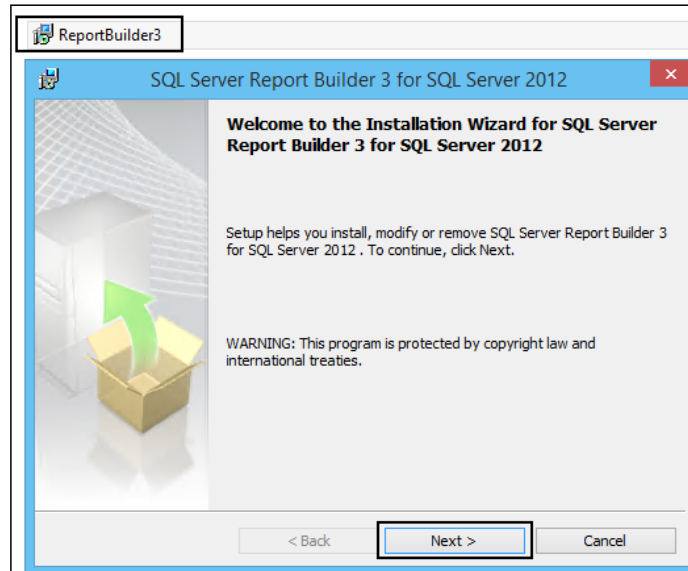 ReportBuilder3
SQL Server Report Builder 3 for SQL Server 2012
Welcome to the Installation Wizard for SQL Server
Report Builder 3 for SQL Server 2012
Setup helps you install, modify or remove SQL Server Report Builder 3
for SQL Server 2012 . To continue, click Next.
WARNING: This program is protected by copyright law and
international treaties.
< Back
Next >
Cancel